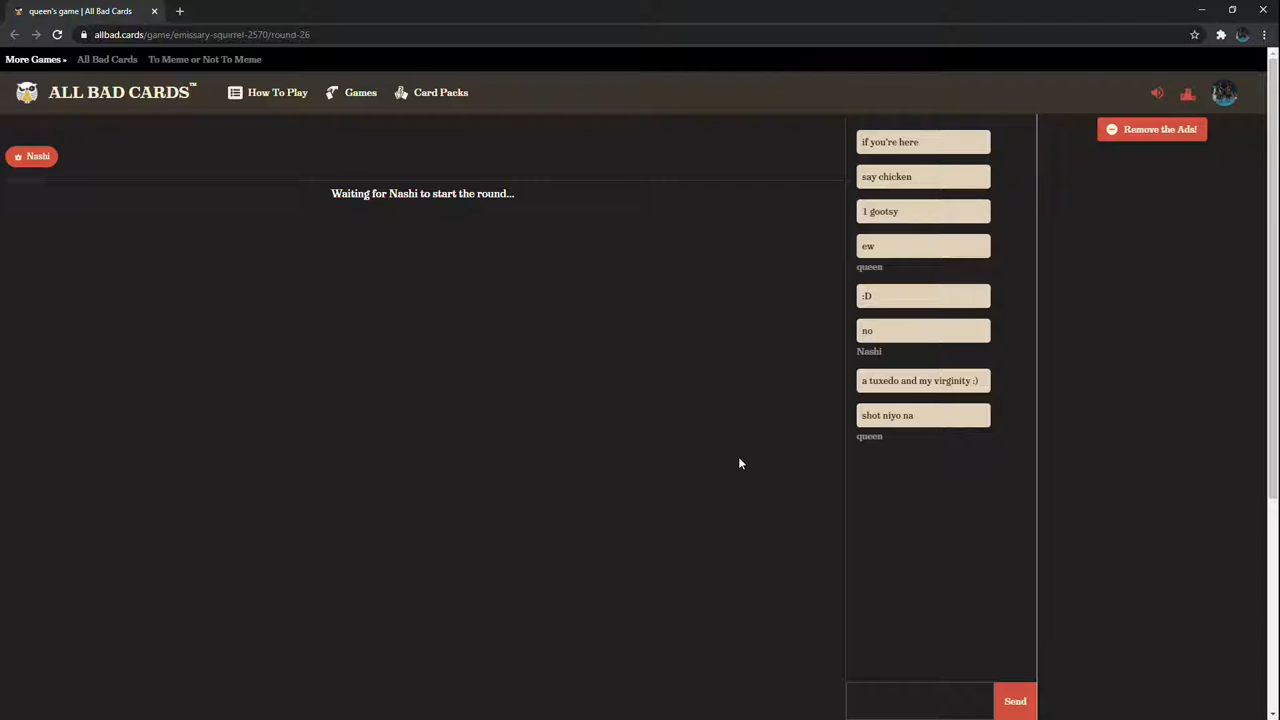 queen's game | All Bad Cards
allbad.cards/game/emissary-squirrel-2570/round-26
More Games » All Bad Cards To Meme or Not To Meme
ALL BAD CARDS™ How To Play Games Card Packs
Remove the Ads!
Nashi
Waiting for Nashi to start the round...
if you're here
say chicken
1 gootsy
ew
queen
:D
no
Nashi
a tuxedo and my virginity :)
shot niyo na
queen
Send